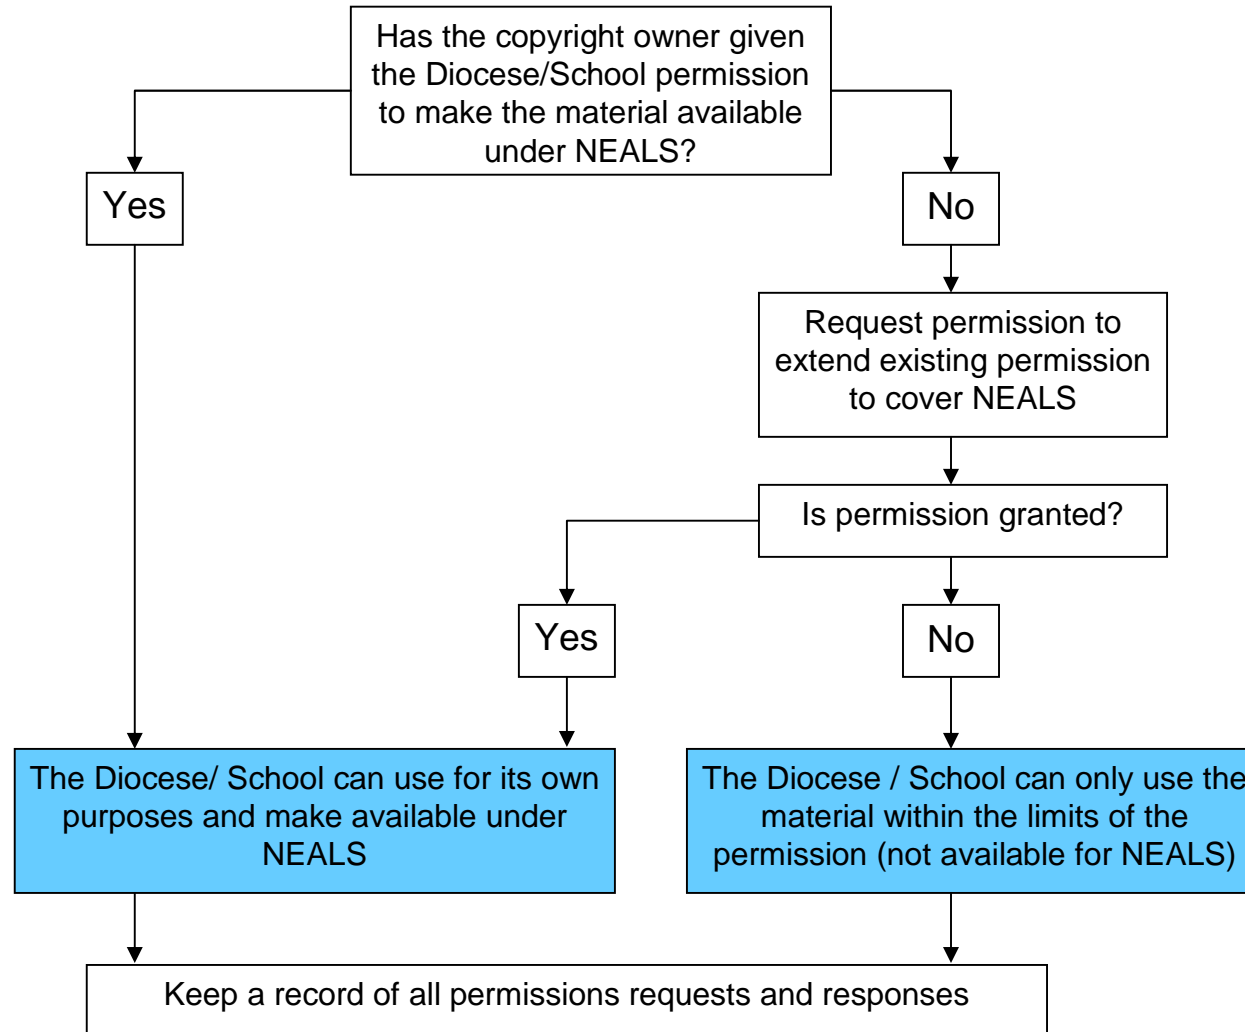 Has the copyright owner given
the Diocese/School permission
to make the material available
under NEALS?
Yes
No
Request permission to
extend existing permission
to cover NEALS
Is permission granted?
Yes
No
The Diocese/ School can use for its own
purposes and make available under
NEALS
The Diocese / School can only use the
material within the limits of the
permission (not available for NEALS)
Keep a record of all permissions requests and responses